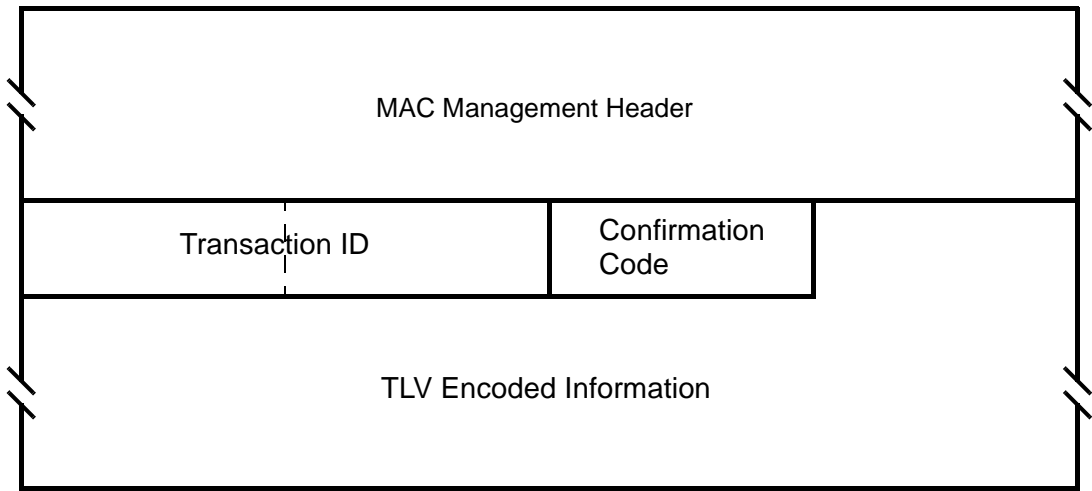 MAC Management Header
Transaction ID
Confirmation
Code
TLV Encoded Information